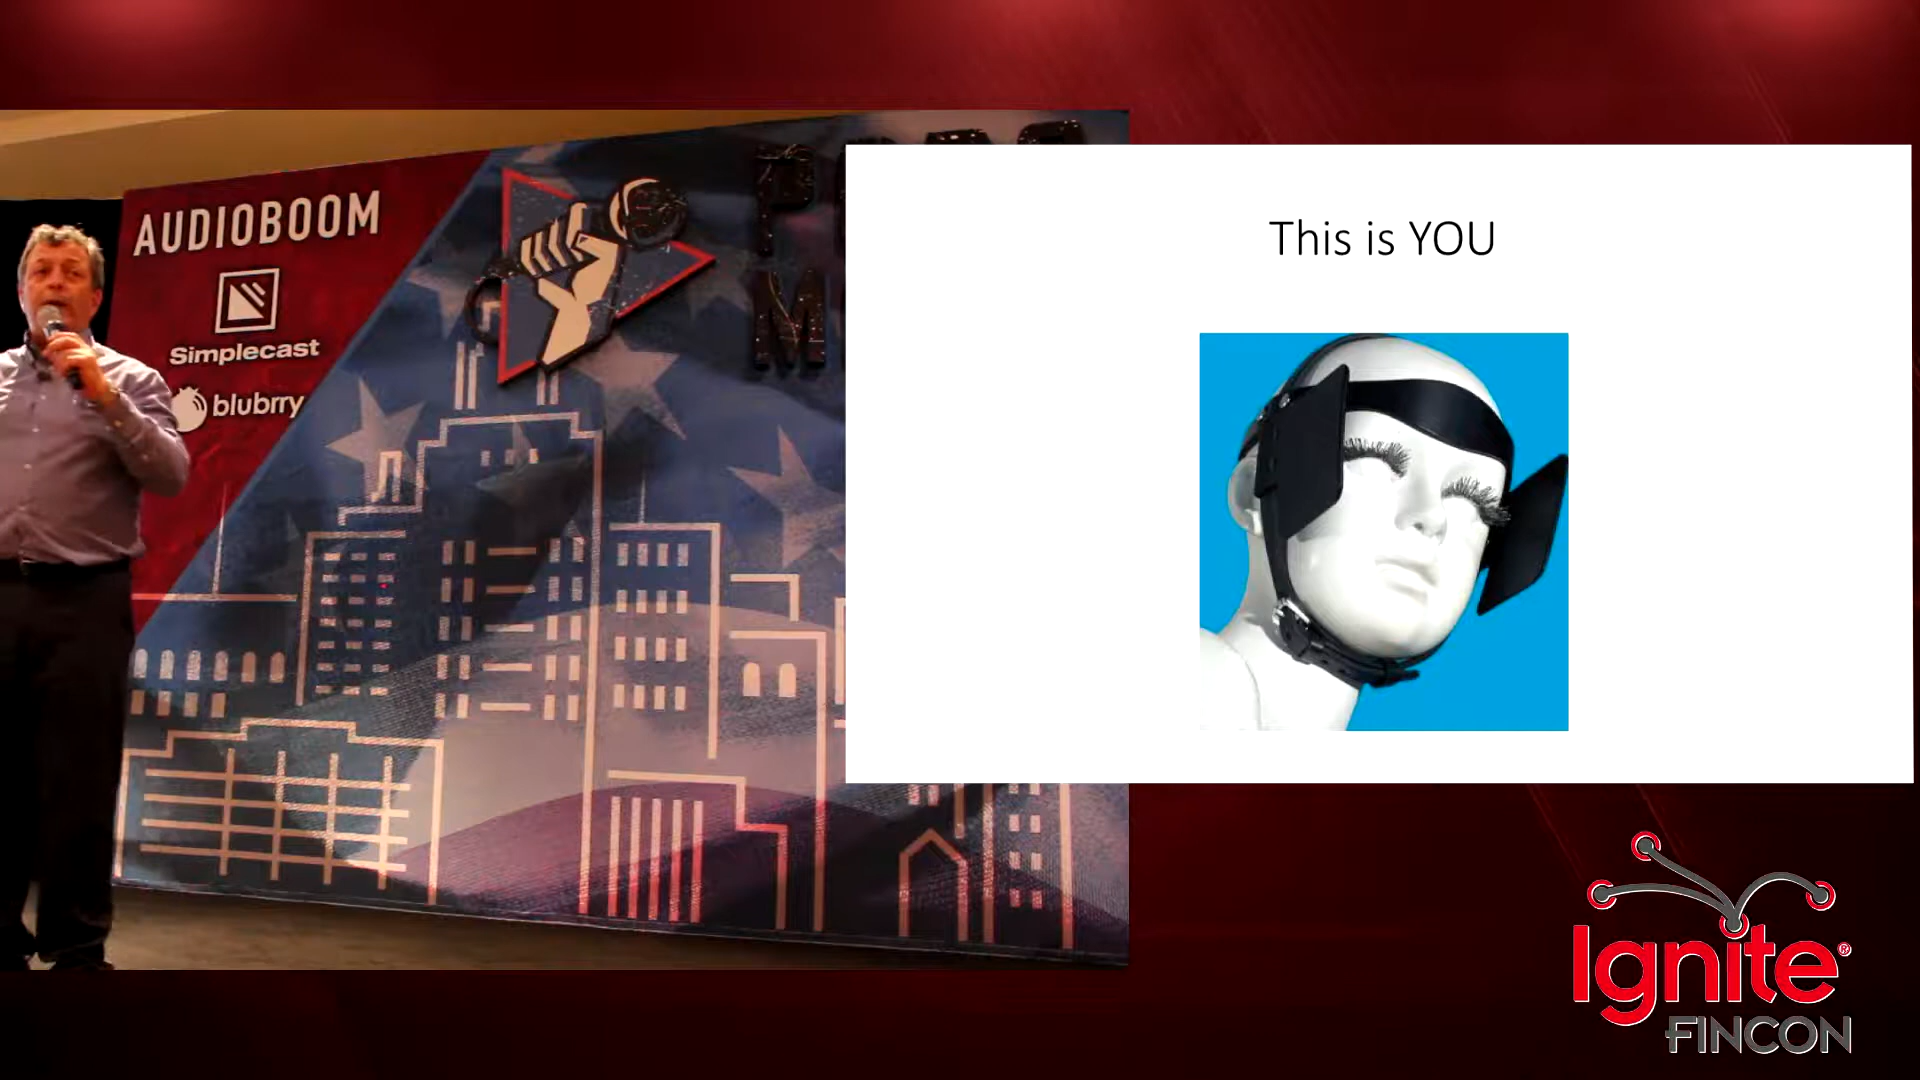 AUDIOBOOM
Simplecast
blubrry
This is YOU
Ignite®
FINCON